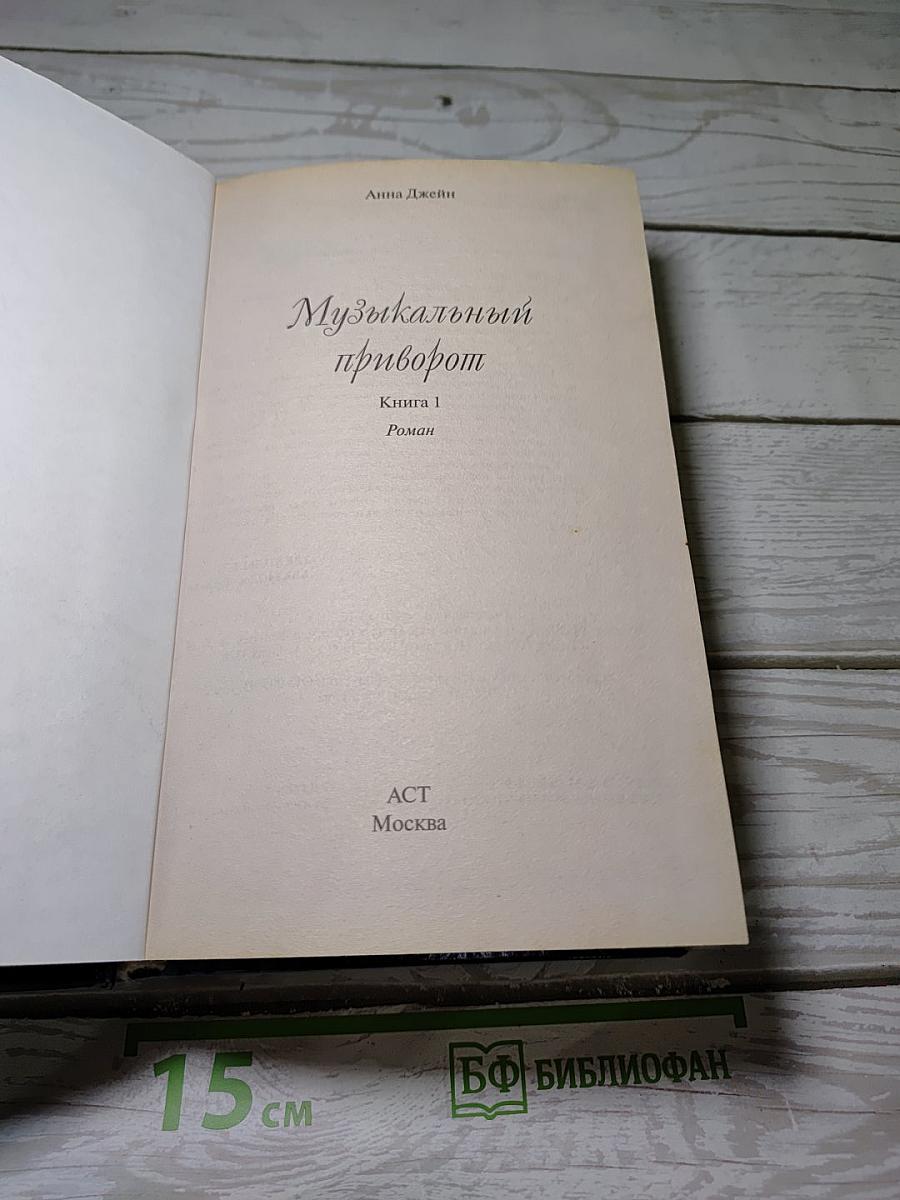 Анна Джейн
Музыкальный
приворот
Книга 1
Роман
АСТ
Москва
15 см
БФ БИБЛИОФАН